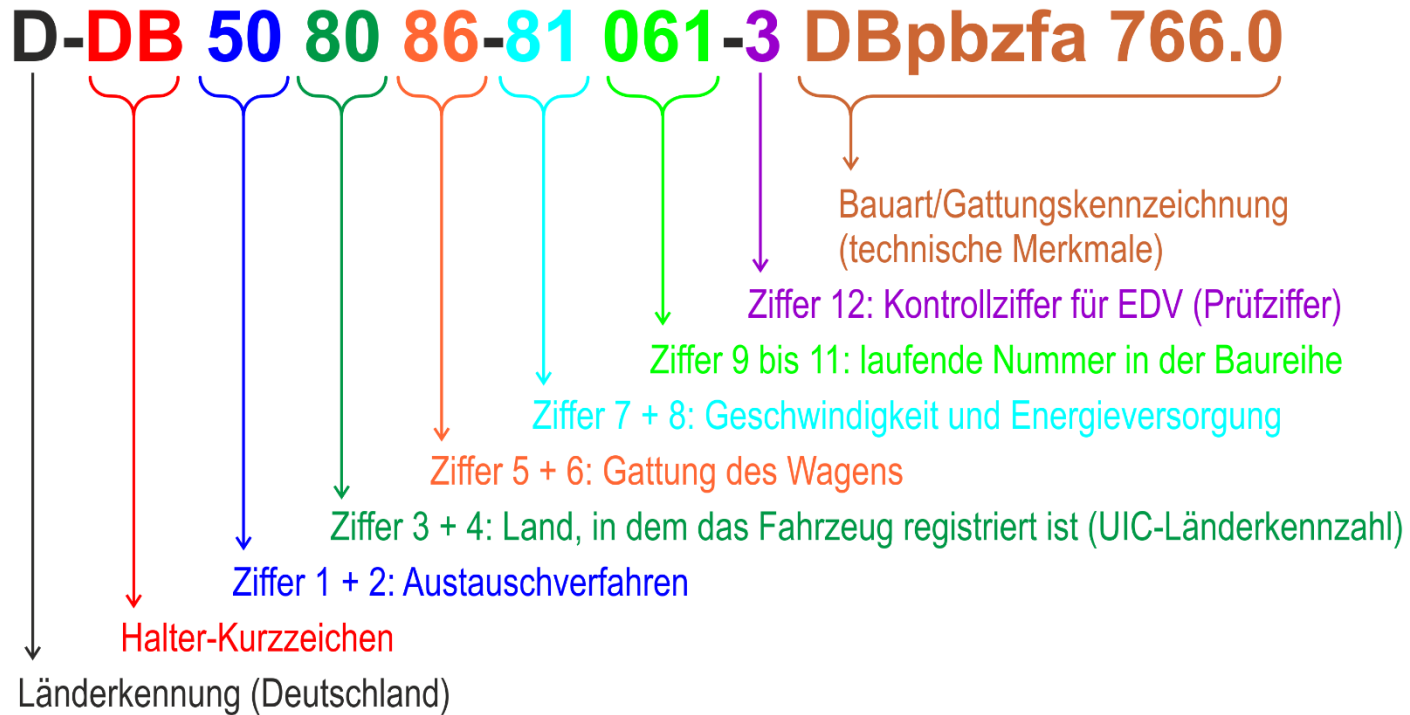 D-DB 50 80 86-81 061-3 DBpbzfa 766.0
Bauart/Gattungskennzeichnung
(technische Merkmale)
Ziffer 12: Kontrollziffer für EDV (Prüfziffer)
Ziffer 9 bis 11: laufende Nummer in der Baureihe
Ziffer 7 + 8: Geschwindigkeit und Energieversorgung
Ziffer 5 + 6: Gattung des Wagens
Ziffer 3 + 4: Land, in dem das Fahrzeug registriert ist (UIC-Länderkennzahl)
Ziffer 1 + 2: Austauschverfahren
Halter-Kurzzeichen
Länderkennung (Deutschland)